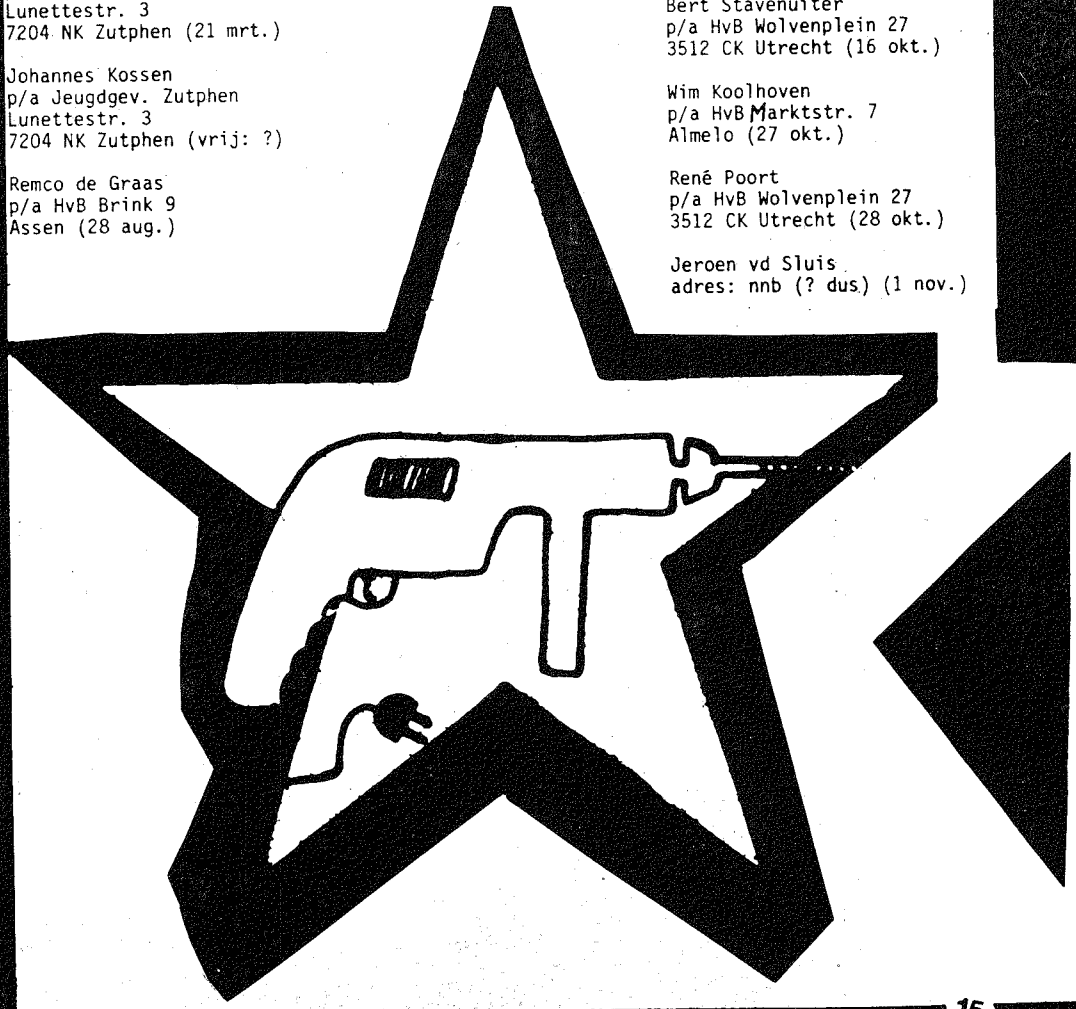 Lunettestr. 3
7204 NK Zutphen (21 mrt.)
Johannes Kossen
p/a Jeugdgev. Zutphen
Lunettestr. 3
7204 NK Zutphen (vrij: ?)
Remco de Graas
p/a HvB Brink 9
Assen (28 aug.)
Bert Stavenuiter
p/a HvB Wolvenplein 27
3512 CK Utrecht (16 okt.)
Wim Koolhoven
p/a HvB Marktstr. 7
Almelo (27 okt.)
René Poort
p/a HvB Wolvenplein 27
3512 CK Utrecht (28 okt.)
Jeroen vd Sluis
adres: nnb (? dus) (1 nov.)
15